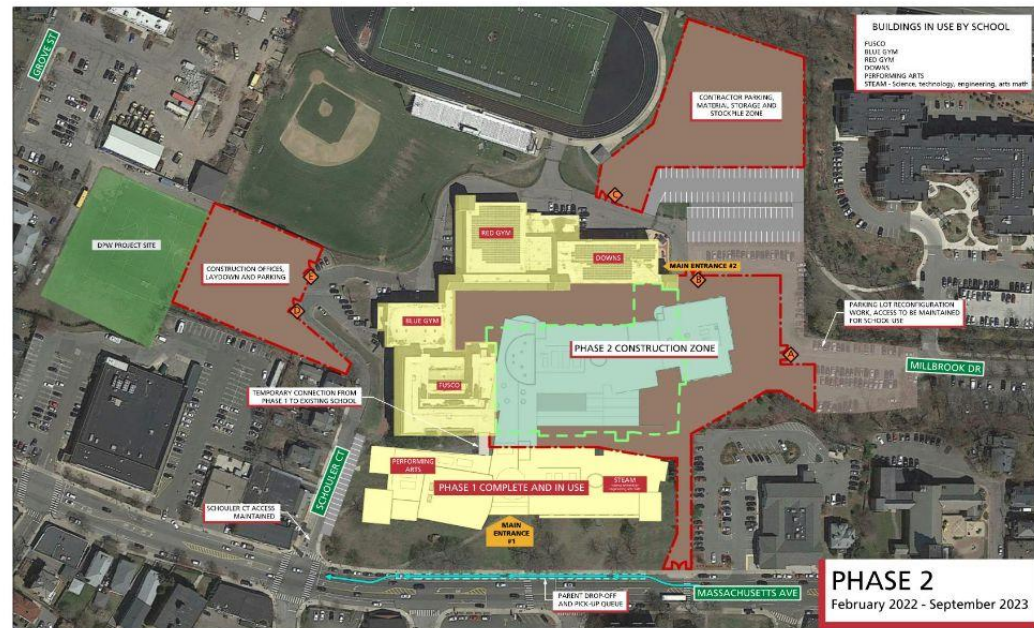 GROVE ST
BUILDINGS IN USE BY SCHOOL
FUSCO
BLUE GYM
RED GYM
DOWNS
PERFORMING ARTS
STEAM - Science, technology, engineering, arts math
CONTRACTOR PARKING,
MATERIAL STORAGE AND
STOCKPILE ZONE
C
DPW PROJECT SITE
CONSTRUCTION OFFICES,
LAYDOWN AND PARKING
E
D
RED GYM
DOWNS
MAIN ENTRANCE #2
B
BLUE GYM
PHASE 2 CONSTRUCTION ZONE
PARKING LOT RECONFIGURATION
WORK, ACCESS TO BE MAINTAINED
FOR SCHOOL USE
A
MILLBROOK DR
FUSCO
TEMPORARY CONNECTION FROM
PHASE 1 TO EXISTING SCHOOL
SCHOULER CT
PERFORMING
ARTS
PHASE 1 COMPLETE AND IN USE
STEAM
SCHOULER CT ACCESS
MAINTAINED
MAIN
ENTRANCE
#1
PARENT DROP-OFF
AND PICK-UP QUEUE
MASSACHUSETTS AVE
PHASE 2
February 2022 - September 2023